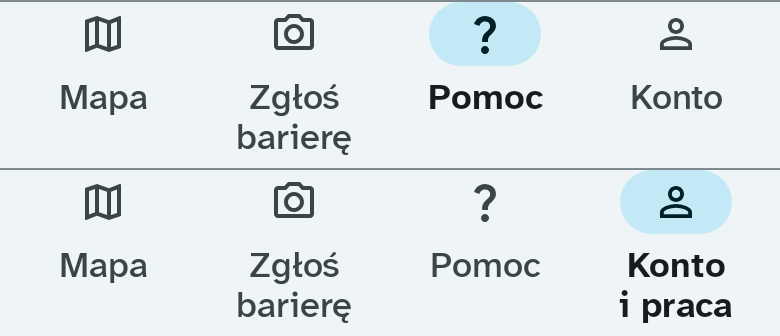 Mapa
Zgłoś
barierę
Pomoc
Konto
Mapa
Zgłoś
barierę
Pomoc
Konto
i praca